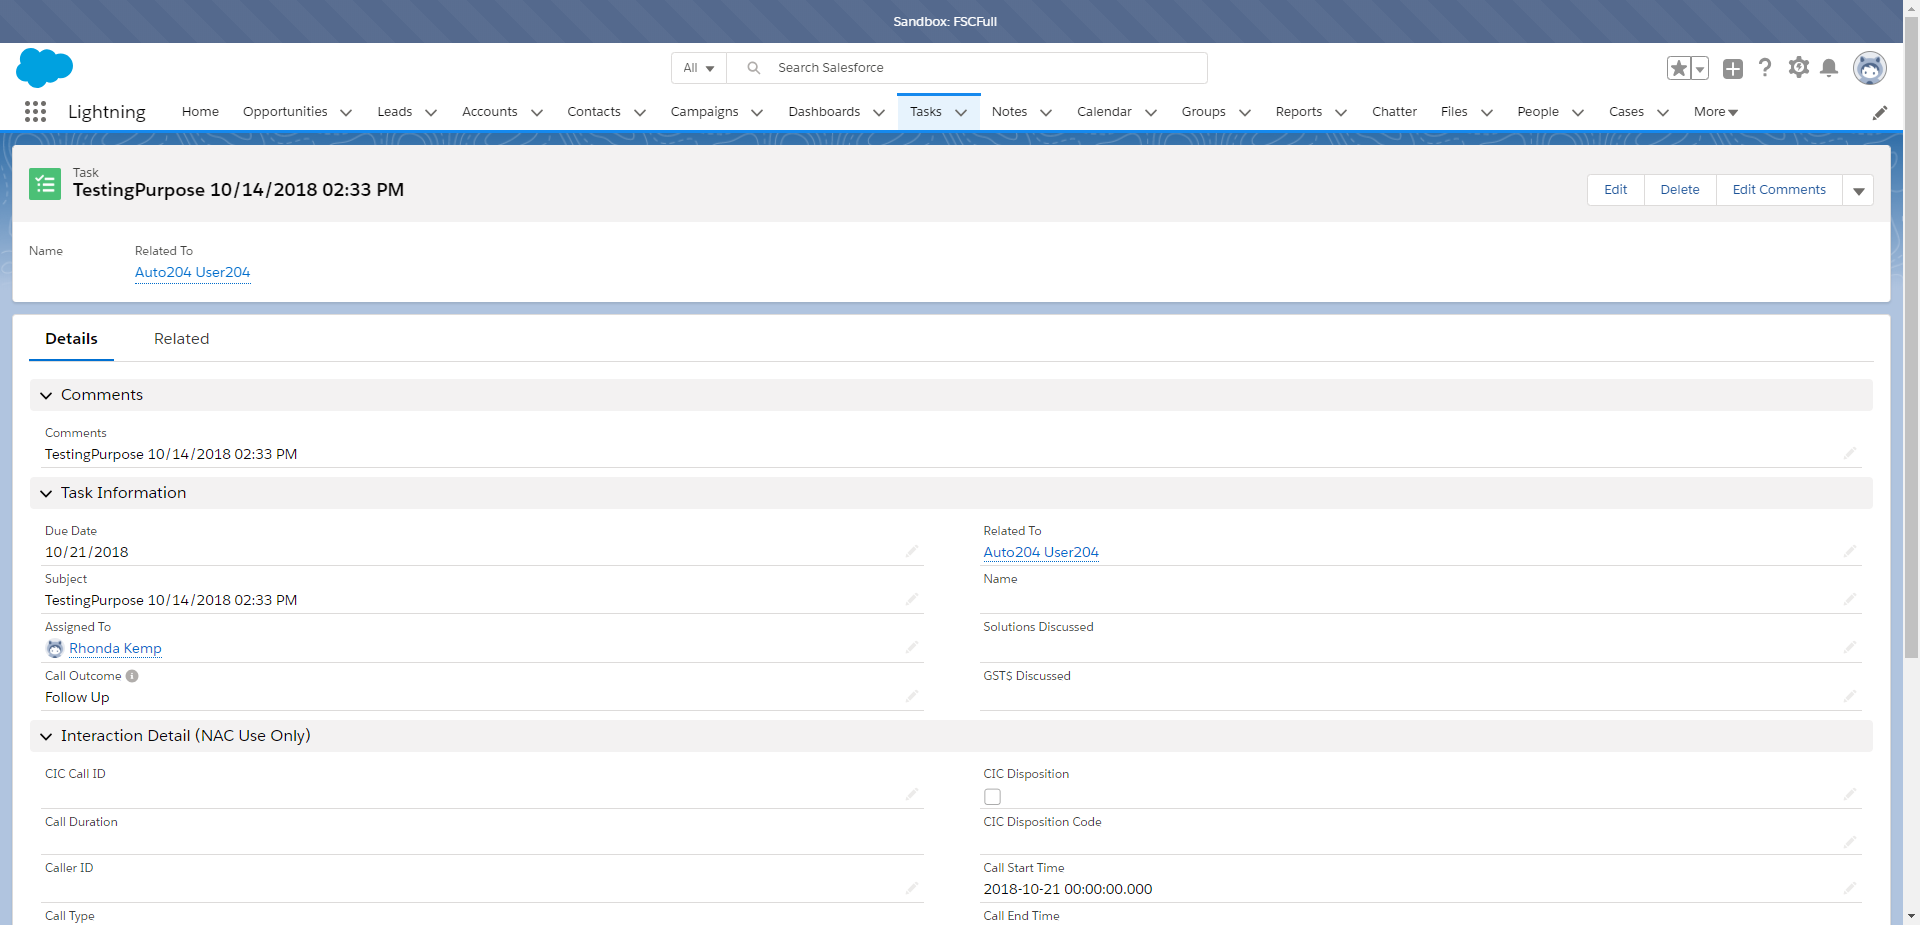 Sandbox: FSCFull
All
Search Salesforce
Lightning Home Opportunities Leads Accounts Contacts Campaigns Dashboards Tasks Notes Calendar Groups Reports Chatter Files People Cases More
Task
TestingPurpose 10/14/2018 02:33 PM
Edit Delete Edit Comments
Name Related To
Auto204 User204
Details Related
Comments
Comments
TestingPurpose 10/14/2018 02:33 PM
Task Information
Due Date Related To
10/21/2018 Auto204 User204
Subject Name
TestingPurpose 10/14/2018 02:33 PM
Assigned To Solutions Discussed
Rhonda Kemp
Call Outcome GST$ Discussed
Follow Up
Interaction Detail (NAC Use Only)
CIC Call ID CIC Disposition
Call Duration CIC Disposition Code
Caller ID Call Start Time
2018-10-21 00:00:00.000
Call Type Call End Time